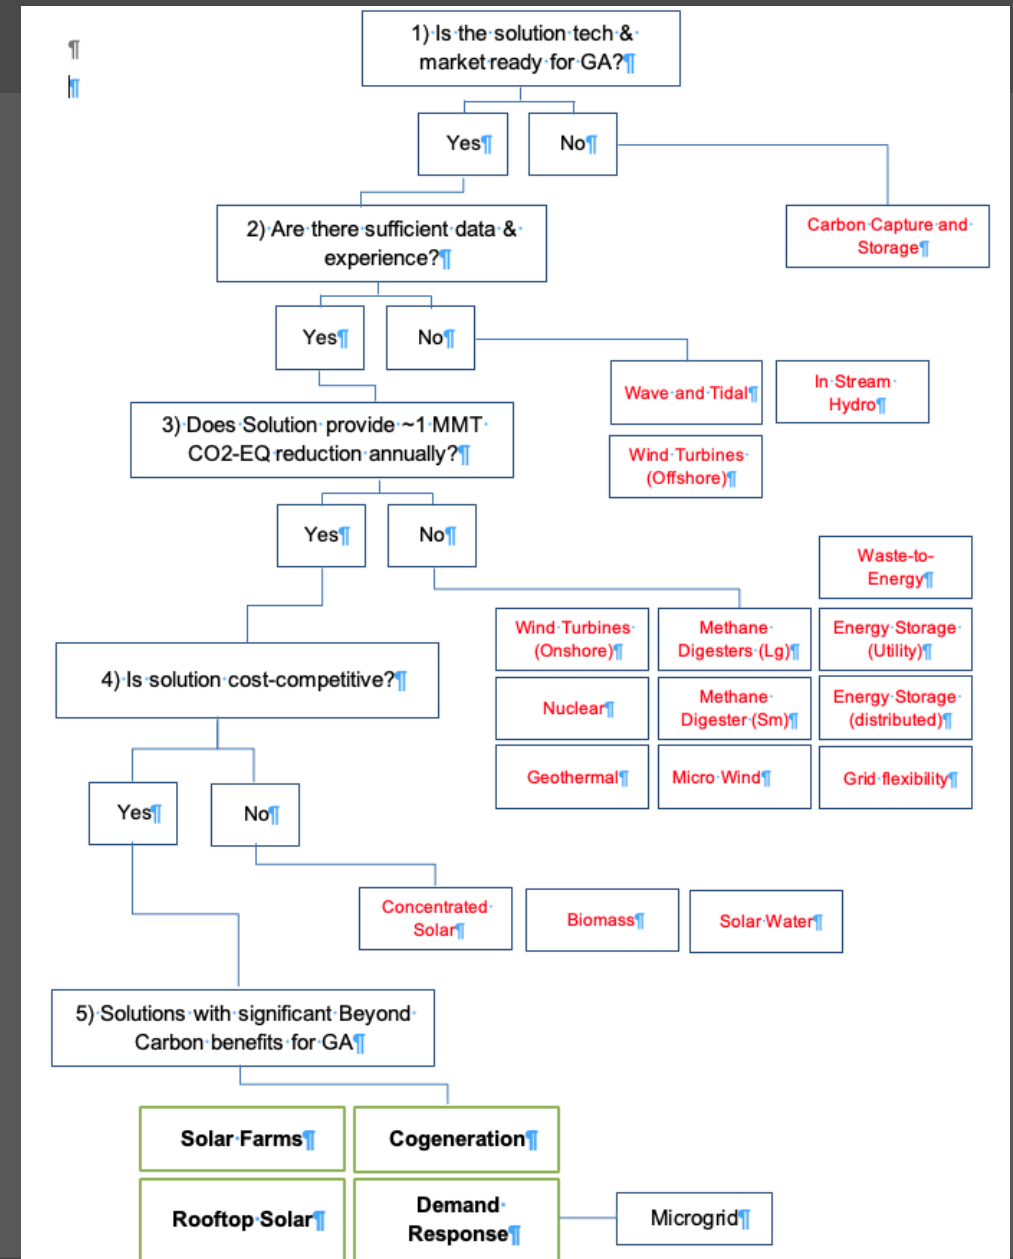 ¶
¶
1) Is the solution tech &
market ready for GA?¶
Yes¶
No¶
Carbon Capture and
Storage¶
2) Are there sufficient data &
experience?¶
Yes¶
No¶
Wave and Tidal¶
In Stream
Hydro¶
Wind Turbines
(Offshore)¶
3) Does Solution provide ~1 MMT
CO2-EQ reduction annually?¶
Yes¶
No¶
Waste-to-
Energy¶
Wind Turbines
(Onshore)¶
Methane
Digesters (Lg)¶
Energy Storage
(Utility)¶
4) Is solution cost-competitive?¶
Nuclear¶
Methane
Digester (Sm)¶
Energy Storage
(distributed)¶
Geothermal¶
Micro Wind¶
Grid flexibility¶
Yes¶
No¶
Concentrated
Solar¶
Biomass¶
Solar Water¶
5) Solutions with significant Beyond
Carbon benefits for GA¶
Solar Farms¶
Cogeneration¶
Rooftop Solar¶
Demand
Response¶
Microgrid¶